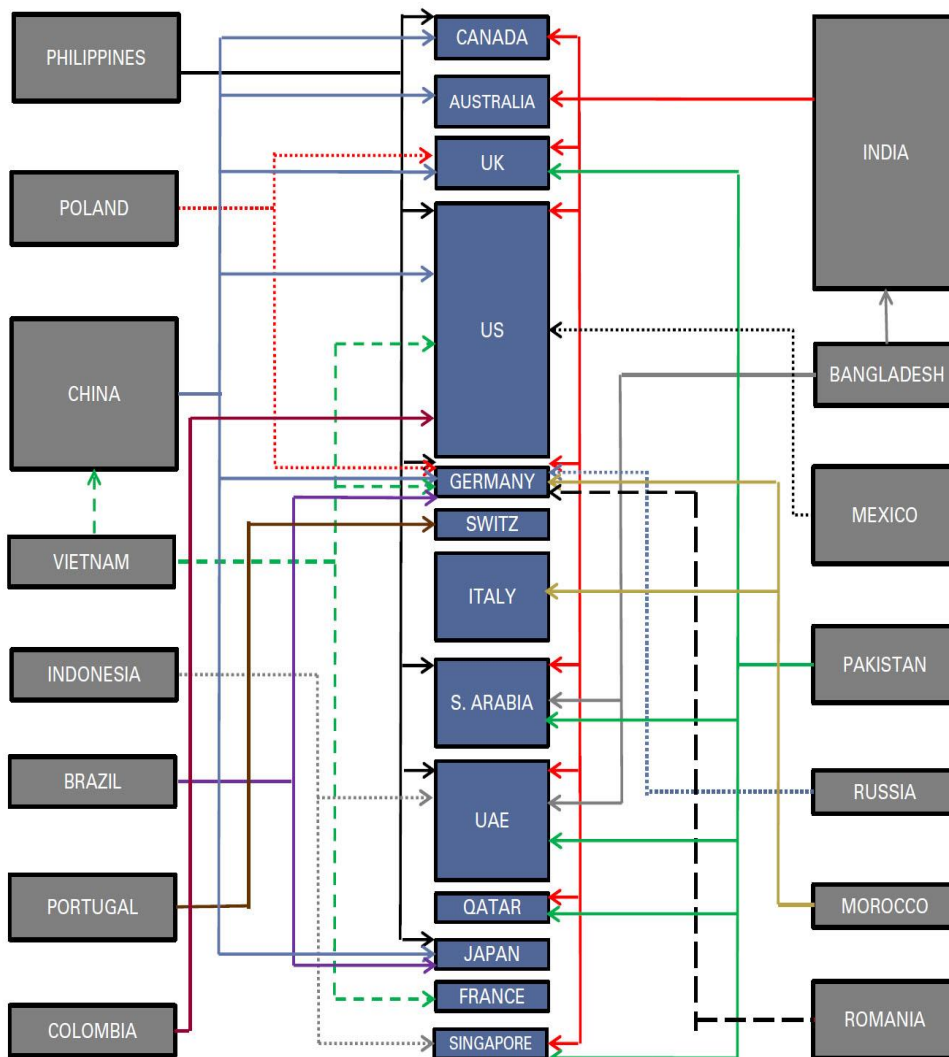 PHILIPPINES
POLAND
CHINA
VIETNAM
INDONESIA
BRAZIL
PORTUGAL
COLOMBIA
CANADA
AUSTRALIA
UK
US
GERMANY
SWITZ
ITALY
S. ARABIA
UAE
QATAR
JAPAN
FRANCE
SINGAPORE
INDIA
BANGLADESH
MEXICO
PAKISTAN
RUSSIA
MOROCCO
ROMANIA